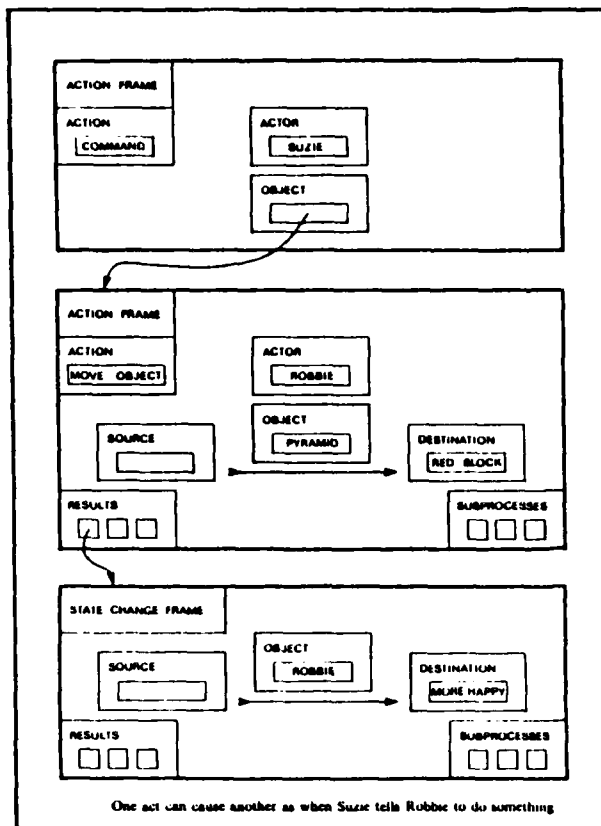 ACTION FRAME
ACTION
COMMAND
ACTOR
SUZIE
OBJECT
ACTION FRAME
ACTION
MOVE OBJECT
ACTOR
ROBBIE
OBJECT
PYRAMID
SOURCE
DESTINATION
RED BLOCK
RESULTS
SUBPROCESSES
STATE CHANGE FRAME
OBJECT
ROBBIE
SOURCE
DESTINATION
MORE HAPPY
RESULTS
SUBPROCESSES
One act can cause another as when Suzie tells Robbie to do something